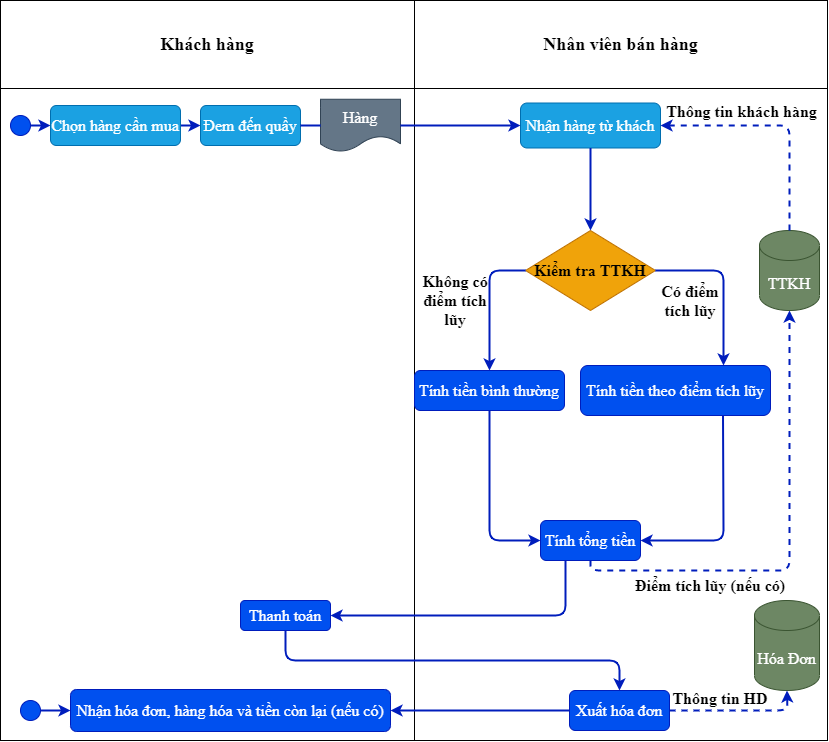 Khách hàng
Nhân viên bán hàng
Chọn hàng cần mua
Đem đến quầy
Hàng
Nhận hàng từ khách
Thông tin khách hàng
Kiểm tra TTKH
TTKH
Không có
điểm tích
lũy
Có điểm
tích lũy
Tính tiền bình thường
Tính tiền theo điểm tích lũy
Tính tổng tiền
Điểm tích lũy (nếu có)
Thanh toán
Hóa Đơn
Nhận hóa đơn, hàng hóa và tiền còn lại (nếu có)
Xuất hóa đơn
Thông tin HD